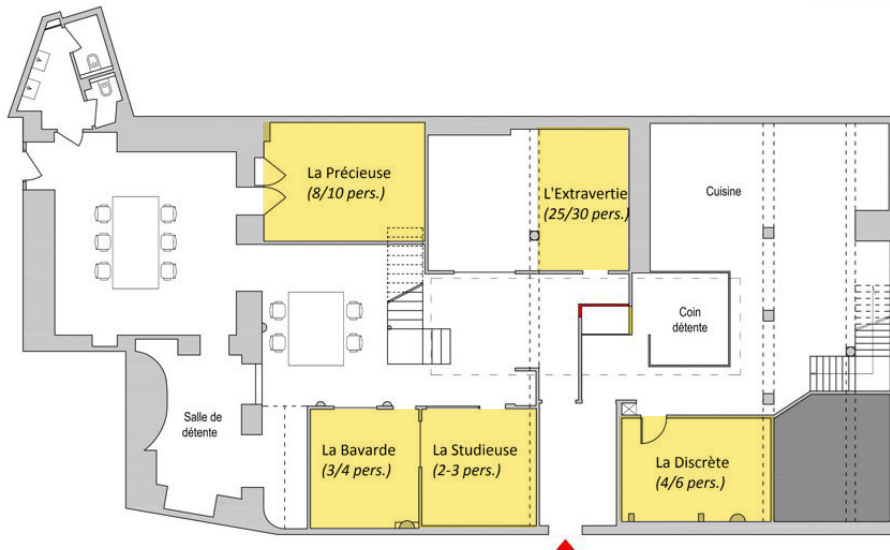 La Précieuse
(8/10 pers.)
L'Extravertie
(25/30 pers.)
Cuisine
Coin
détente
Salle de
détente
La Bavarde
(3/4 pers.)
La Studieuse
(2-3 pers.)
La Discrète
(4/6 pers.)